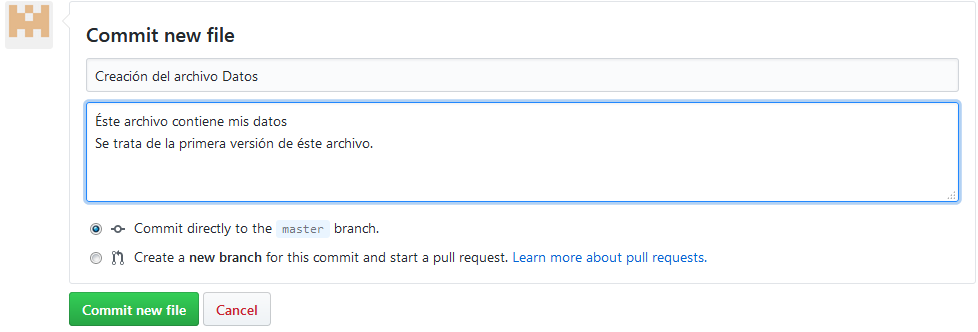 Commit new file
Creación del archivo Datos
Éste archivo contiene mis datos
Se trata de la primera versión de éste archivo.
Commit directly to the master branch.
Create a new branch for this commit and start a pull request. Learn more about pull requests.
Commit new file Cancel